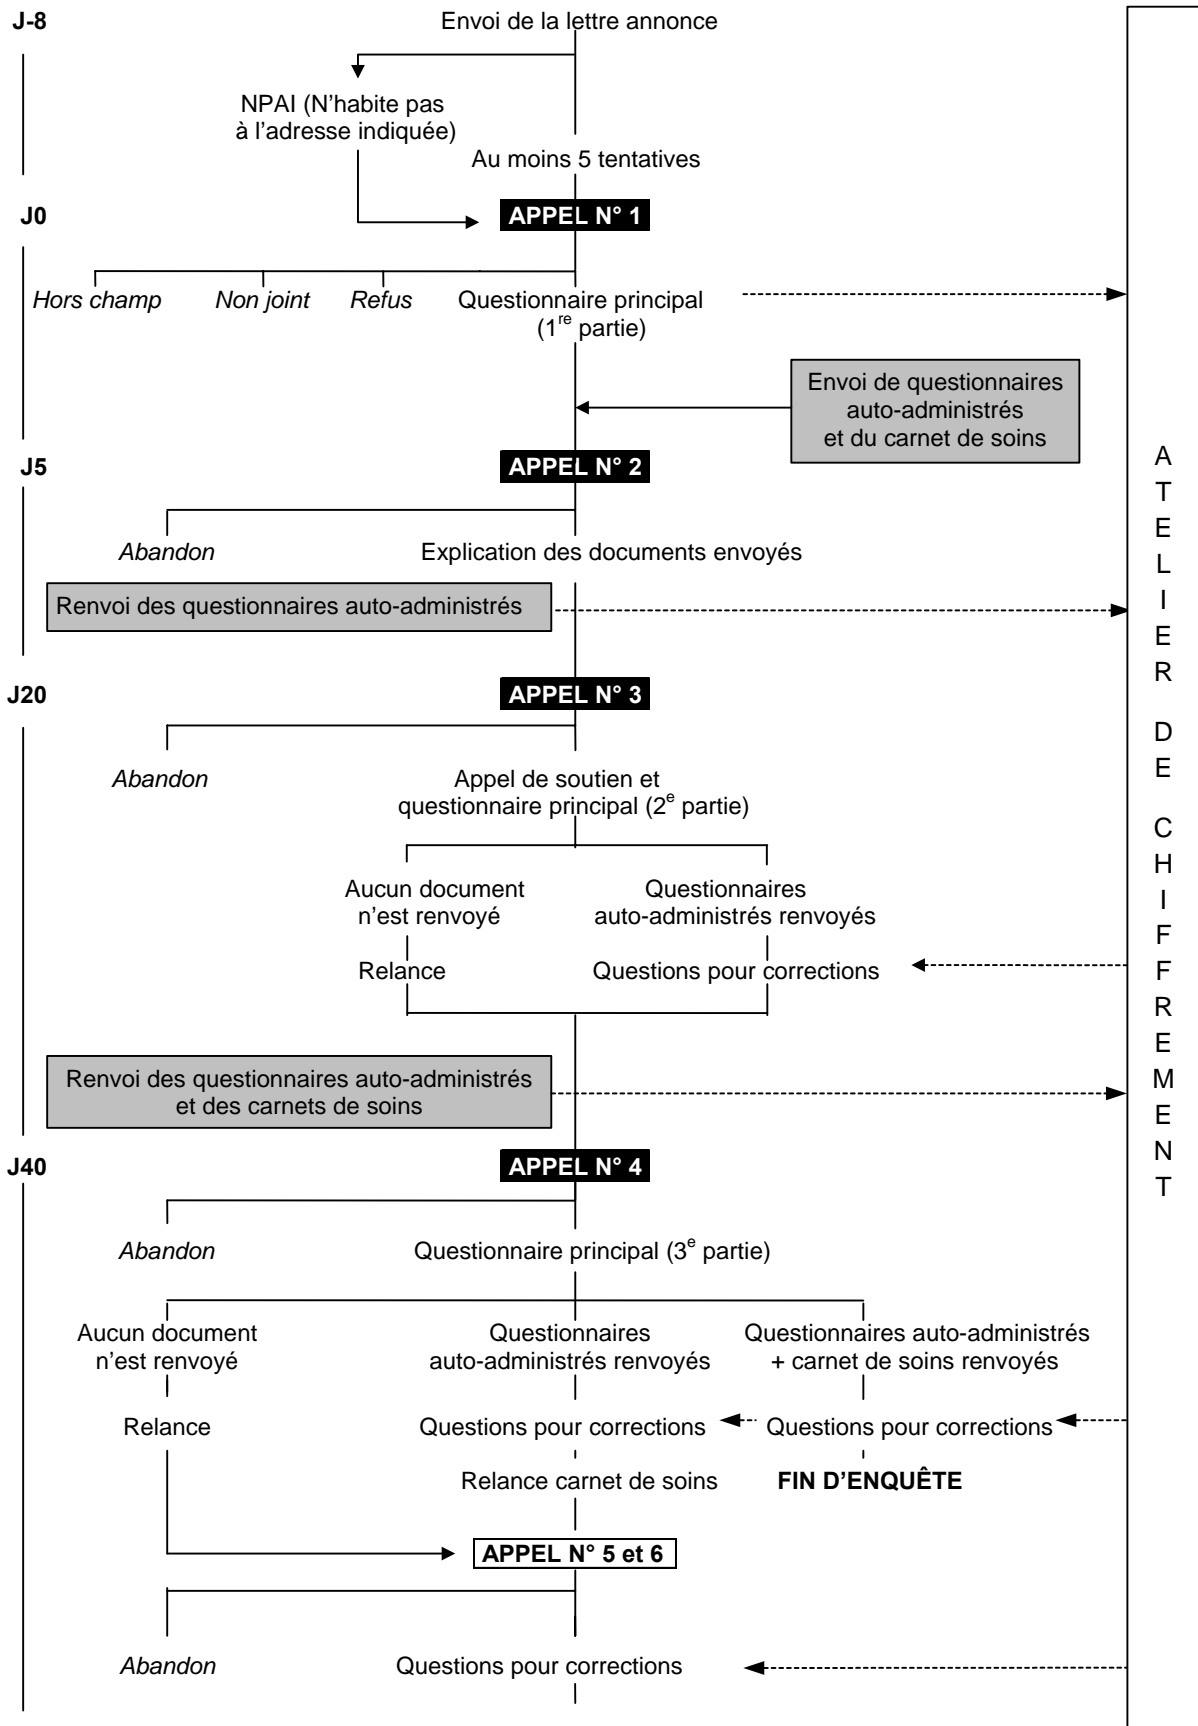 J-8
Envoi de la lettre annonce
NPAI (N'habite pas
à l'adresse indiquée)
Au moins 5 tentatives
J0
APPEL N° 1
Hors champ Non joint Refus Questionnaire principal
(1re partie)
Envoi de questionnaires
auto-administrés
et du carnet de soins
J5
APPEL N° 2
Abandon Explication des documents envoyés
Renvoi des questionnaires auto-administrés
J20
APPEL N° 3
Abandon
Appel de soutien et
questionnaire principal (2e partie)
Aucun document
n'est renvoyé
Questionnaires
auto-administrés renvoyés
Relance
Questions pour corrections
Renvoi des questionnaires auto-administrés
et des carnets de soins
J40
APPEL N° 4
Abandon
Questionnaire principal (3e partie)
Aucun document
n'est renvoyé
Questionnaires
auto-administrés renvoyés
Questionnaires auto-administrés
+ carnet de soins renvoyés
Relance
Questions pour corrections
Questions pour corrections
Relance carnet de soins
FIN D'ENQUÊTE
APPEL N° 5 et 6
Abandon
Questions pour corrections
ATELIER DE CHIFFREMENT